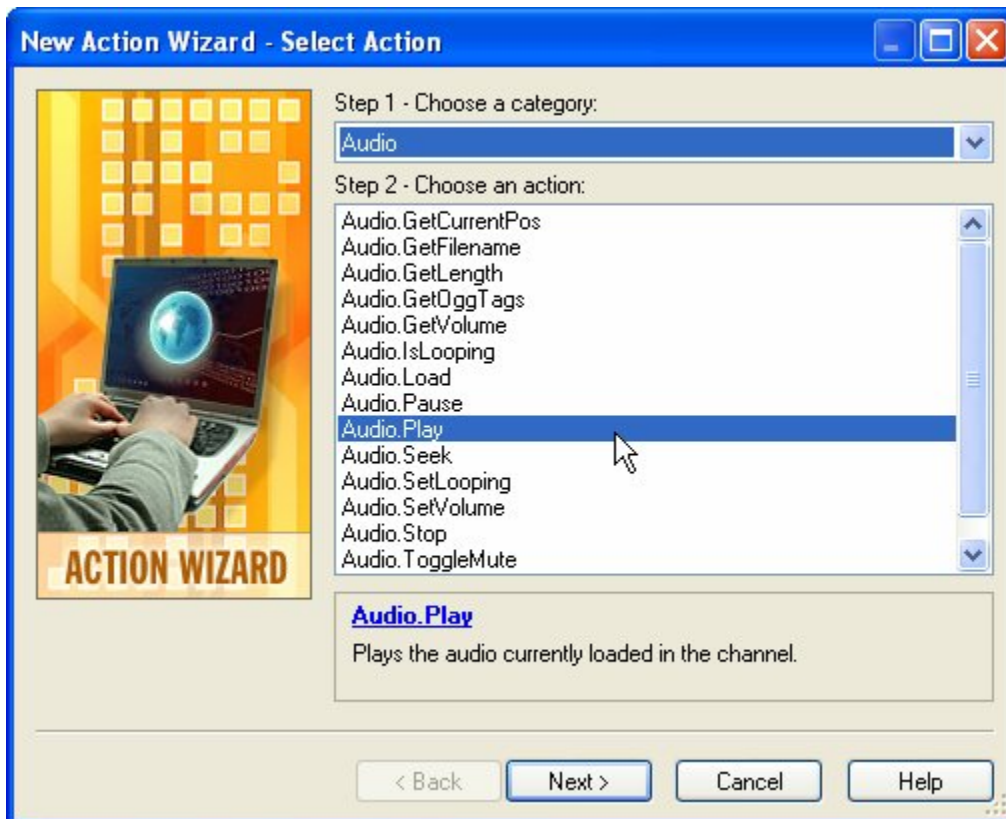 New Action Wizard - Select Action
Step 1 - Choose a category:
Audio
Step 2 - Choose an action:
Audio.GetCurrentPos
Audio.GetFilename
Audio.GetLength
Audio.GetOggTags
Audio.GetVolume
Audio.IsLooping
Audio.Load
Audio.Pause
Audio.Play
Audio.Seek
Audio.SetLooping
Audio.SetVolume
Audio.Stop
Audio.ToggleMute
ACTION WIZARD
Audio.Play
Plays the audio currently loaded in the channel.
< Back Next > Cancel Help